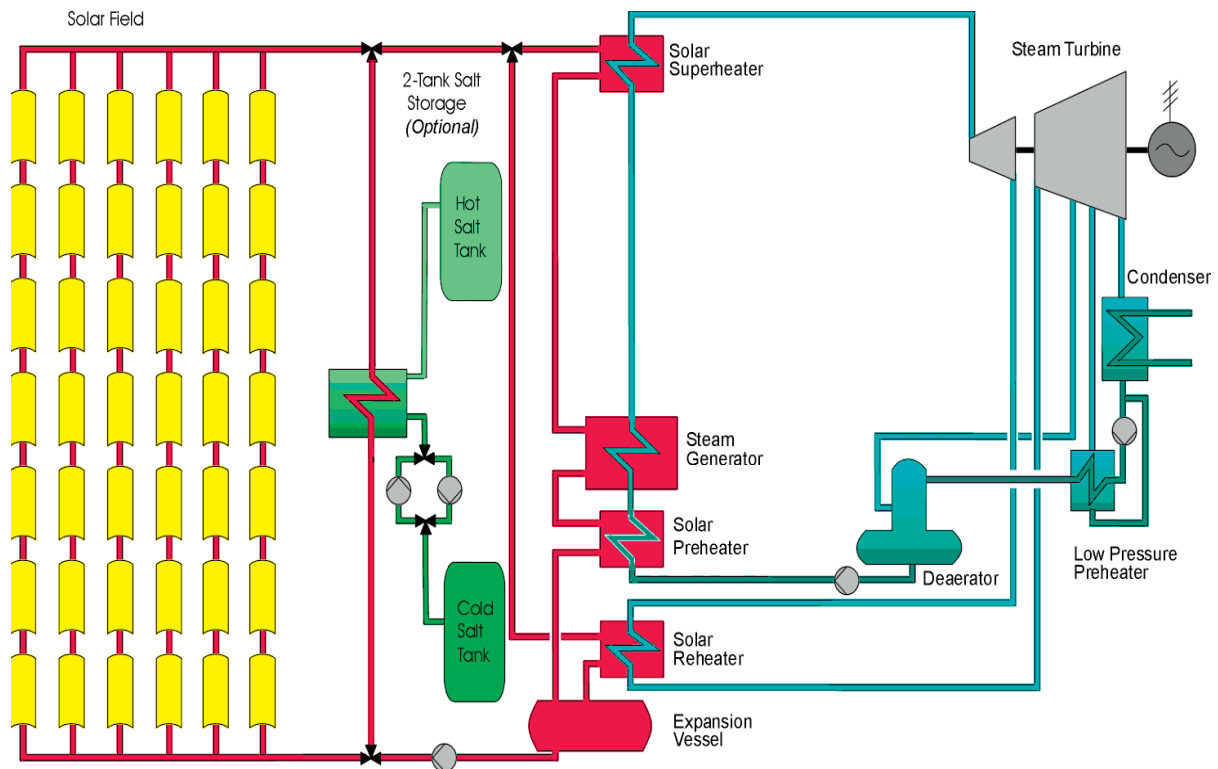 Solar Field
2-Tank Salt
Storage
(Optional)
Hot
Salt
Tank
Cold
Salt
Tank
Solar
Superheater
Steam
Generator
Solar
Preheater
Solar
Reheater
Expansion
Vessel
Steam Turbine
Condenser
Low Pressure
Preheater
Deaerator